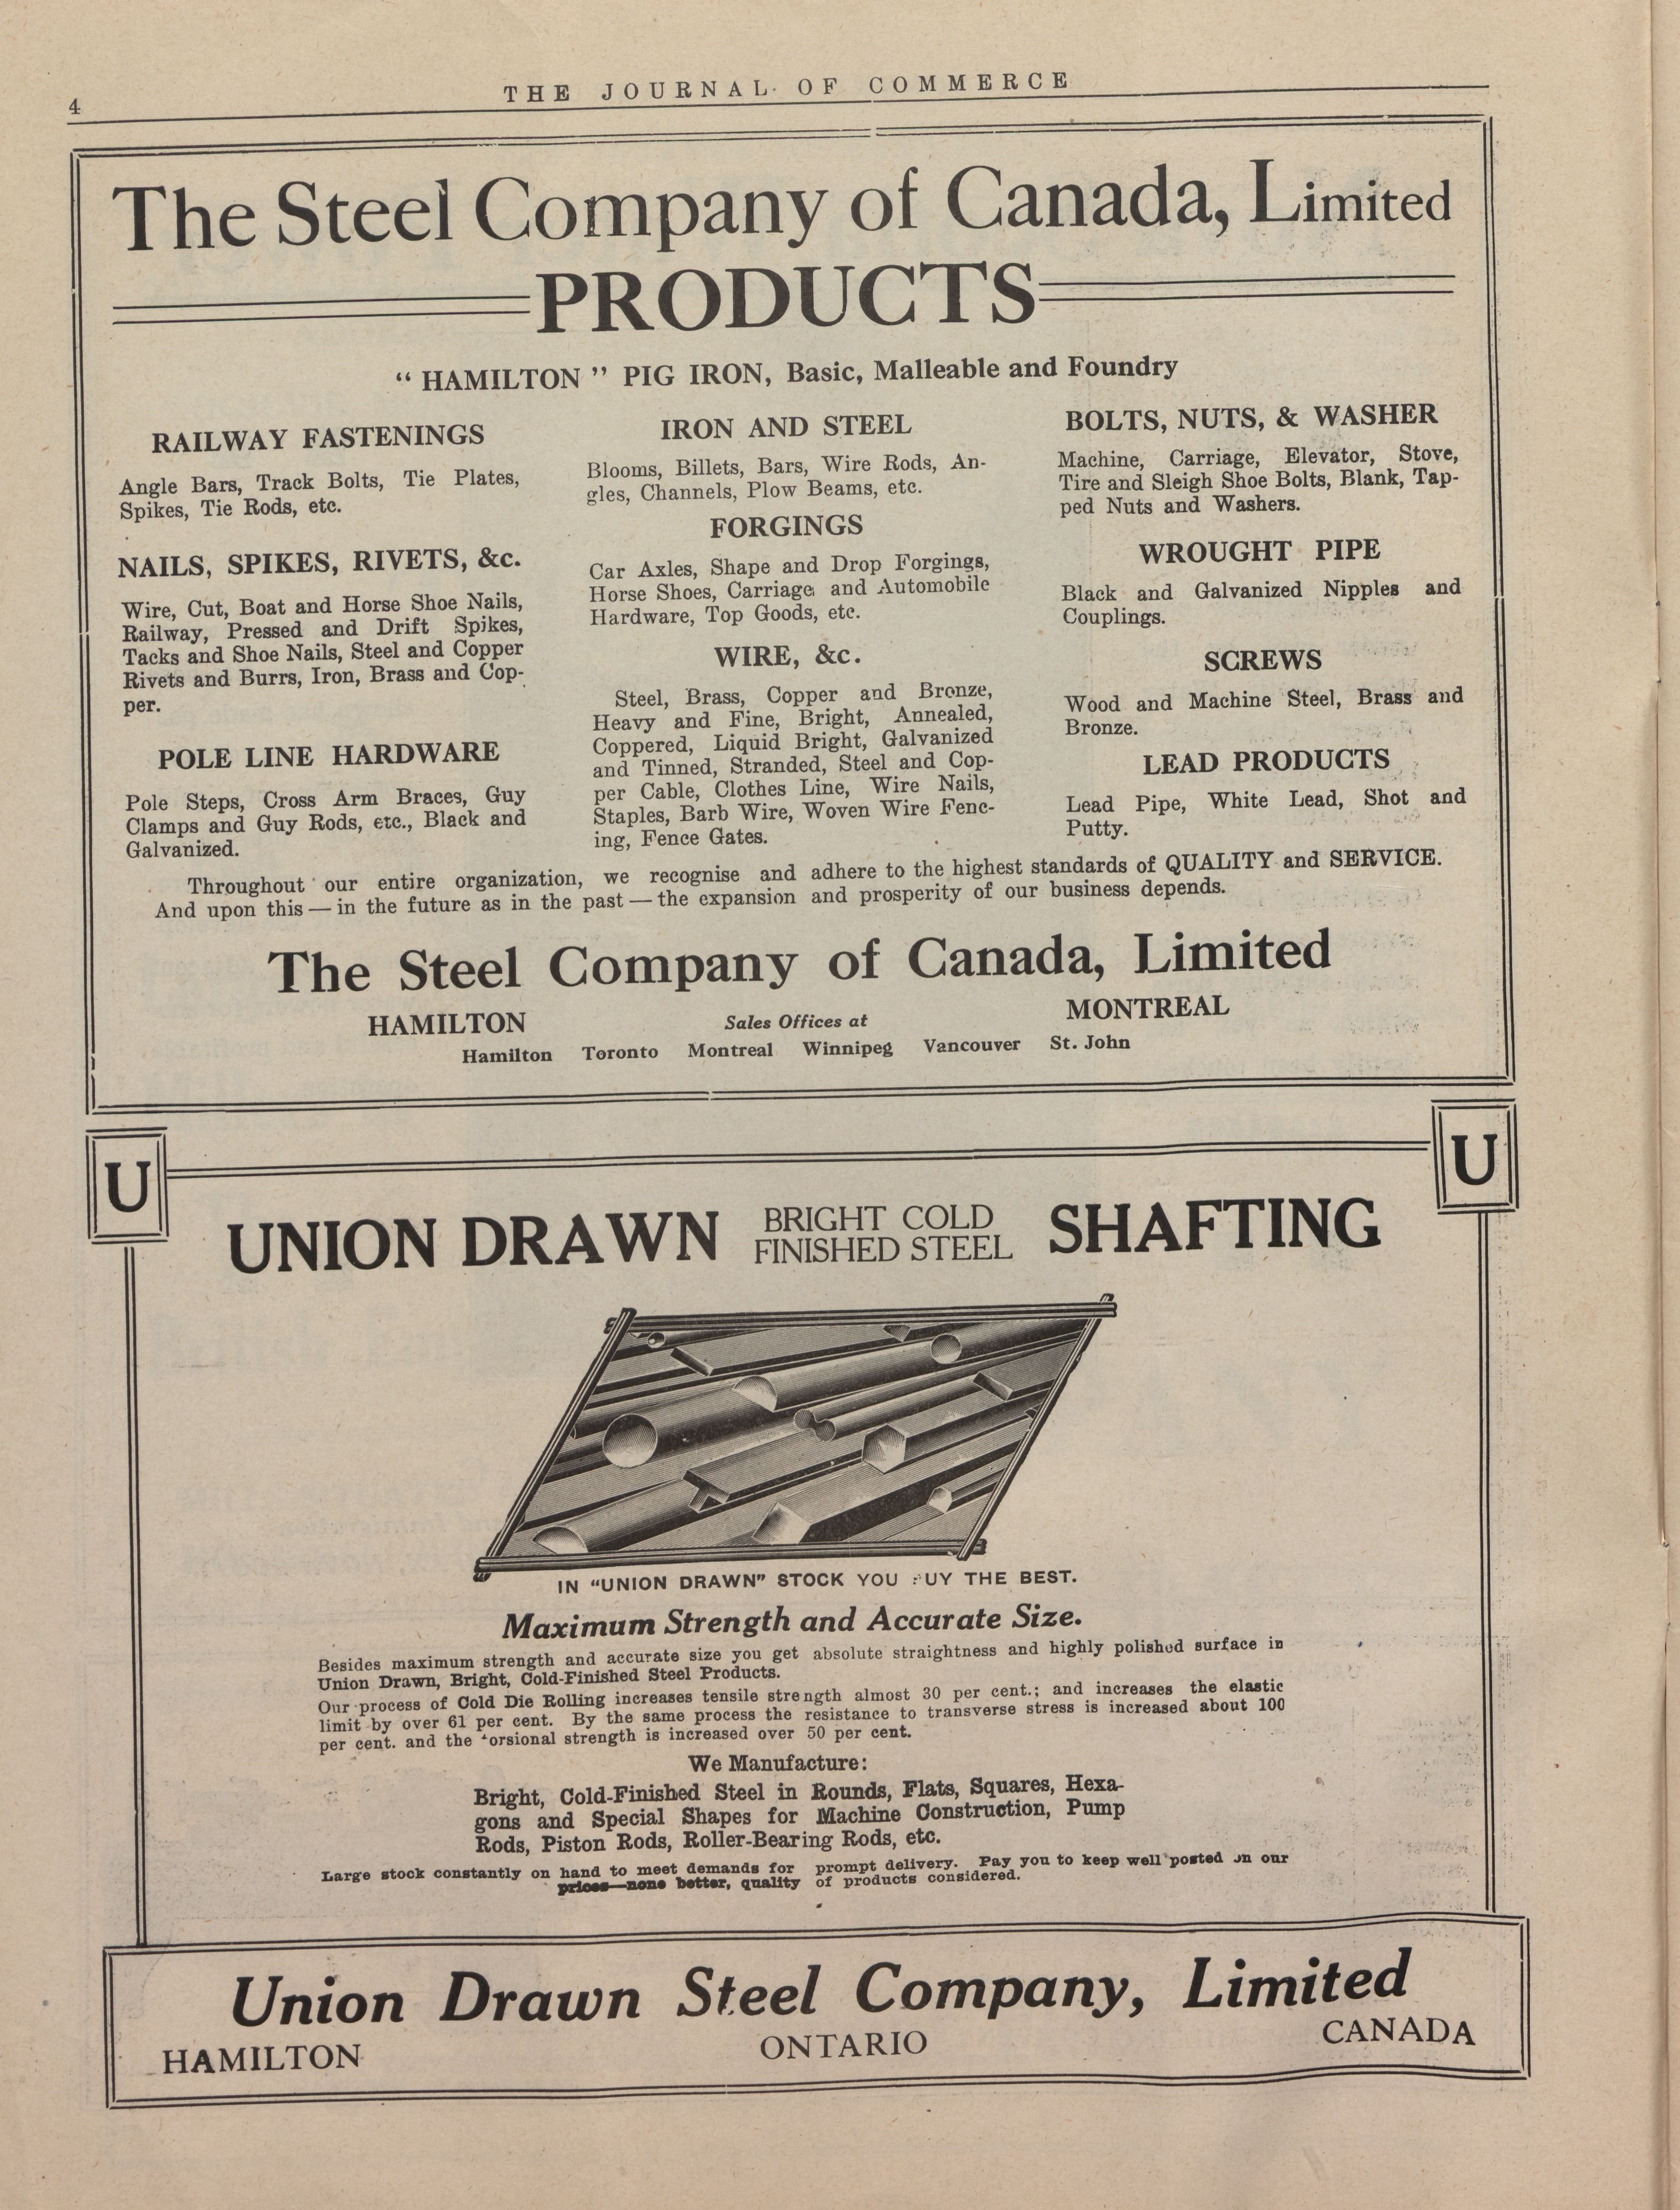 4
THE JOURNAL OF COMMERCE
The Steel Company of Canada, Limited
PRODUCTS
“ HAMILTON ” PIG IRON, Basic, Malleable and Foundry
RAILWAY FASTENINGS
Angle Bars, Track Bolts, Tie Plates,
Spikes, Tie Rods, etc.
NAILS, SPIKES, RIVETS, &c.
Wire, Cut, Boat and Horse Shoe Nails,
Railway, Pressed and Drift Spikes,
Tacks and Shoe Nails, Steel and Copper
Rivets and Burrs, Iron, Brass and Cop-
per.
POLE LINE HARDWARE
Pole Steps, Cross Arm Braces, Guy
Clamps and Guy Rods, etc., Black and
Galvanized.
IRON AND STEEL
Blooms, Billets, Bars, Wire Rods, An-
gles, Channels, Plow Beams, etc.
FORGINGS
Car Axles, Shape and Drop Forgings,
Horse Shoes, Carriage and Automobile
Hardware, Top Goods, etc.
WIRE, &c.
Steel, Brass, Copper and Bronze,
Heavy and Fine, Bright, Annealed,
Coppered, Liquid Bright, Galvanized
and Tinned, Stranded, Steel and Cop-
per Cable, Clothes Line, Wire Nails,
Staples, Barb Wire, Woven Wire Fenc-
ing, Fence Gates.
BOLTS, NUTS, & WASHER
Machine, Carriage, Elevator, Stove,
Tire and Sleigh Shoe Bolts, Blank, Tap-
ped Nuts and Washers.
WROUGHT PIPE
Black and Galvanized Nipples and
Couplings.
SCREWS
Wood and Machine Steel, Brass and
Bronze.
LEAD PRODUCTS
Lead Pipe, White Lead, Shot and
Putty.
Throughout our entire organization, we recognise and adhere to the highest standards of QUALITY and SERVICE.
And upon this — in the future as in the past — the expansion and prosperity of our business depends.
The Steel Company of Canada, Limited
HAMILTON
Sales Offices at
MONTREAL
Hamilton Toronto Montreal Winnipeg Vancouver St. John
U
U
UNION DRAWN BRIGHT COLD FINISHED STEEL SHAFTING
IN “UNION DRAWN” STOCK YOU UY THE BEST.
Maximum Strength and Accurate Size.
Besides maximum strength and accurate size you get absolute straightness and highly polished surface in
Union Drawn, Bright, Cold-Finished Steel Products.
Our process of Cold Die Rolling increases tensile strength almost 30 per cent.; and increases the elastic
limit by over 61 per cent. By the same process the resistance to transverse stress is increased about 100
per cent. and the orsional strength is increased over 50 per cent.
We Manufacture:
Bright, Cold-Finished Steel in Rounds, Flats, Squares, Hexa-
gons and Special Shapes for Machine Construction, Pump
Rods, Piston Rods, Roller-Bearing Rods, etc.
Large stock constantly on hand to meet demands for prompt delivery. Pay you to keep well posted on our
prices—none better, quality of products considered.
Union Drawn Steel Company, Limited
HAMILTON
ONTARIO
CANADA